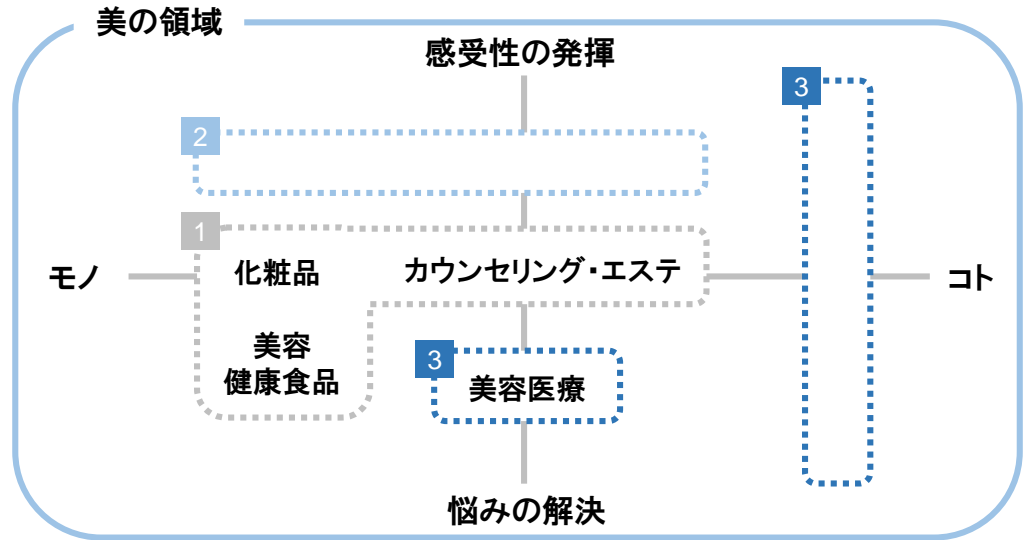 美の領域
感受性の発揮
3
2
1
化粧品
カウンセリング・エステ
モノ
コト
美容
健康食品
3
美容医療
悩みの解決